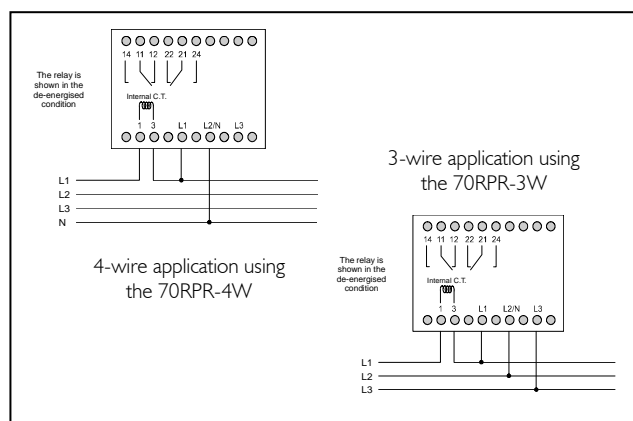 14 11 12 22 21 24
The relay is
shown in the
de-energised
condition
Internal C.T.
1 3 L1 L2/N L3
L1
L2
L3
N
4-wire application using
the 70RPR-4W
3-wire application using
the 70RPR-3W
14 11 12 22 21 24
The relay is
shown in the
de-energised
condition
Internal C.T.
1 3 L1 L2/N L3
L1
L2
L3